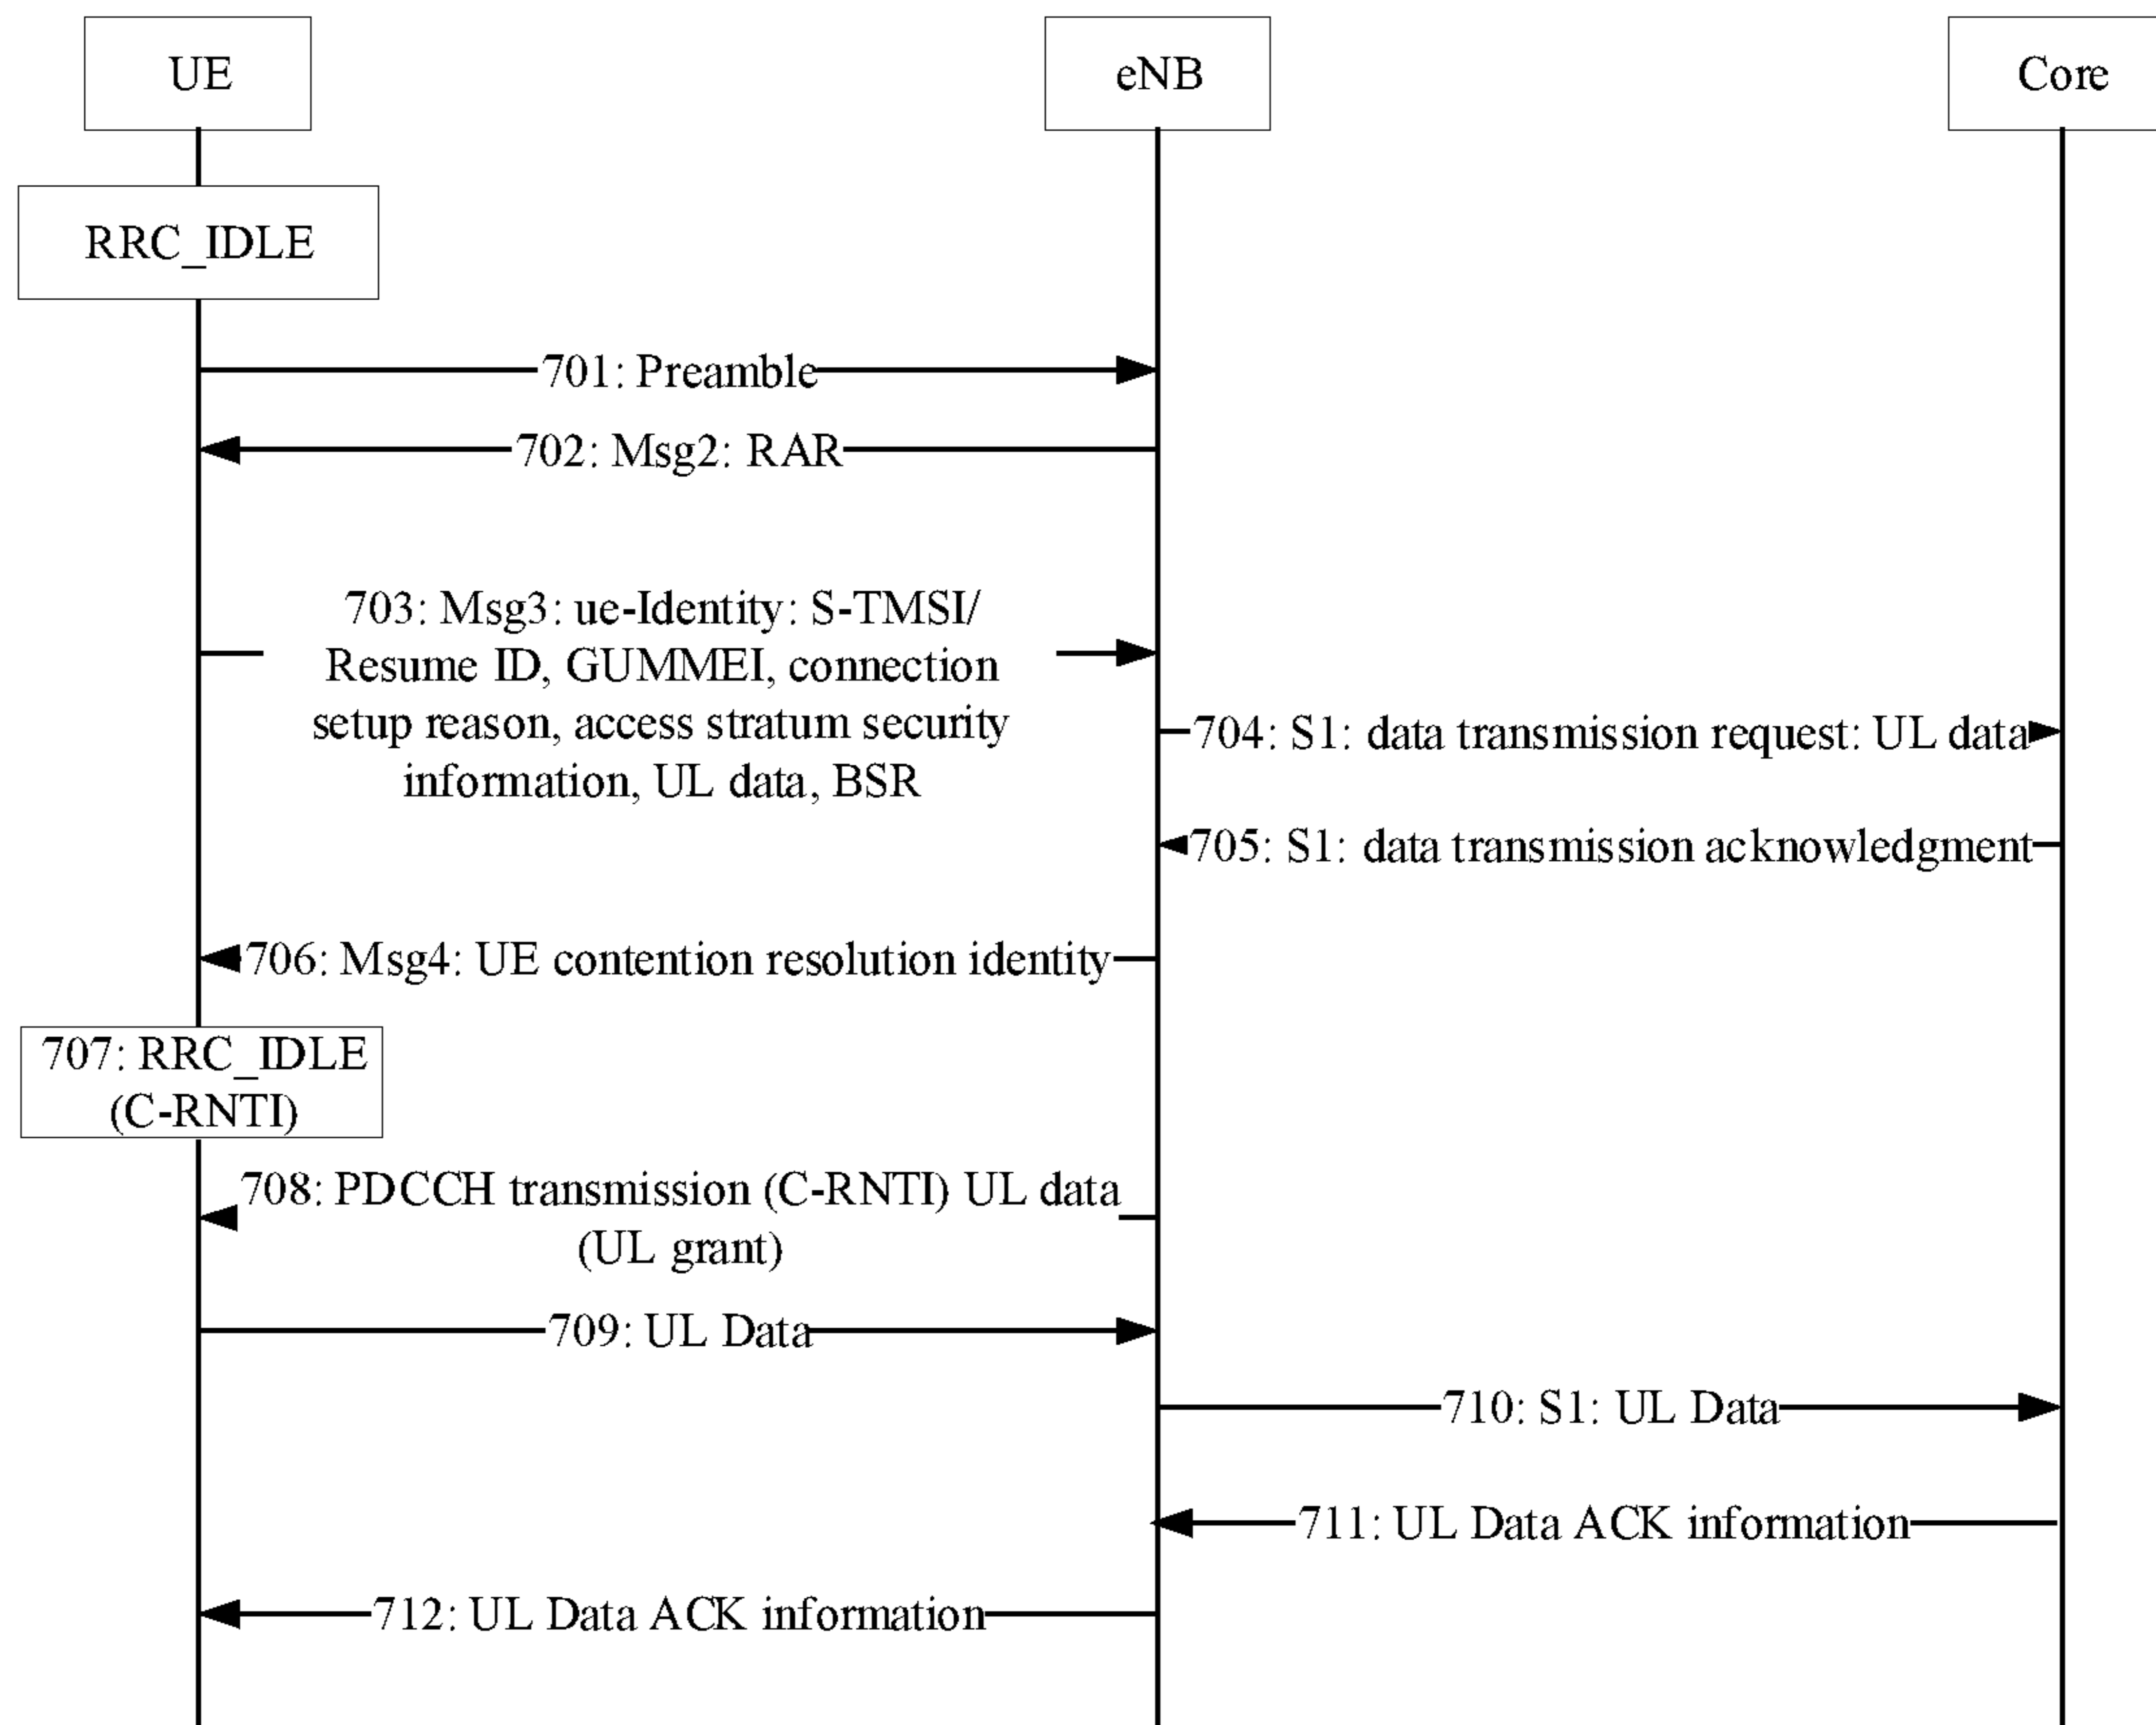 UE
eNB
Core
RRC_IDLE
701: Preamble
702: Msg2: RAR
703: Msg3: ue-Identity: S-TMSI/
Resume ID, GUMMEI, connection
setup reason, access stratum security
information, UL data, BSR
704: S1: data transmission request: UL data
705: S1: data transmission acknowledgment
706: Msg4: UE contention resolution identity
707: RRC_IDLE
(C-RNTI)
708: PDCCH transmission (C-RNTI) UL data
(UL grant)
709: UL Data
710: S1: UL Data
711: UL Data ACK information
712: UL Data ACK information